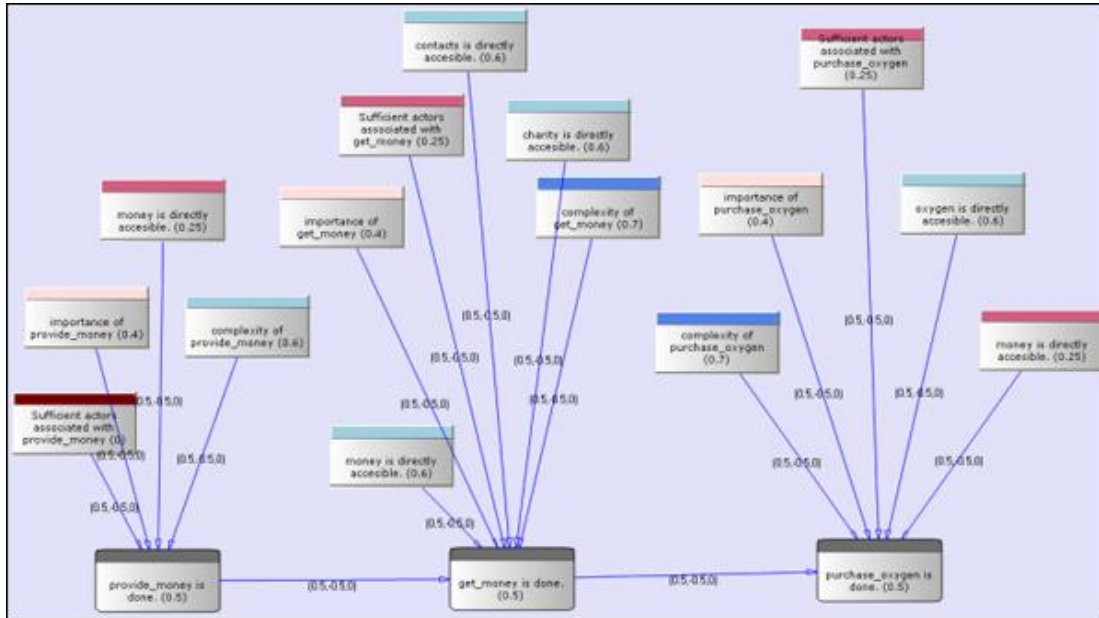 contacts is directly
accesible. (0.6)
Sufficient actors
associated with
purchase_oxygen
(0.25)
Sufficient actors
associated with
get_money (0.25)
charity is directly
accesible. (0.6)
money is directly
accesible. (0.25)
importance of
get_money (0.4)
complexity of
get_money (0.7)
importance of
purchase_oxygen
(0.4)
oxygen is directly
accesible. (0.6)
importance of
provide_money (0.4)
complexity of
provide_money (0.6)
(0.5,-0.5,0)
(0.5,-0.5,0)
complexity of
purchase_oxygen
(0.7)
money is directly
accesible. (0.25)
(0.5,-0.5,0)
(0.5,-0.5,0)
(0.5,-0.5,0)
(0.5,-0.5,0)
(0.5,-0.5,0)
Sufficient actors
associated with
provide_money (0)
(0.5,-0.5,0)
(0.5,-0.5,0)
(0.5,-0.5,0)
(0.5,-0.5,0)
money is directly
accesible. (0.6)
(0.5,-0.5,0)
(0.5,-0.5,0)
(0.5,-0.5,0)
(0.5,-0.5,0)
(0.5,-0.5,0)
provide_money is
done. (0.5)
(0.5,-0.5,0)
get_money is done.
(0.5)
(0.5,-0.5,0)
purchase_oxygen is
done. (0.5)